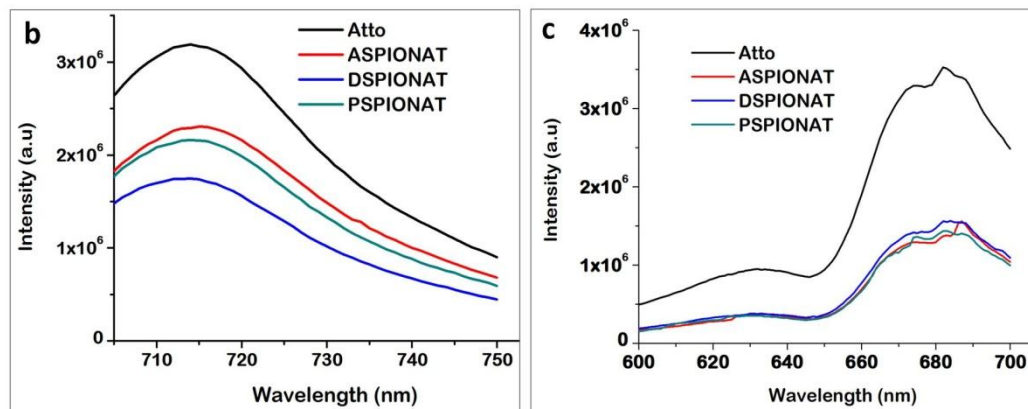 b
Atto
ASPIONAT
DSPIONAT
PSPIONAT
3x10⁶
2x10⁶
1x10⁶
0
Intensity (a.u)
710 720 730 740 750
Wavelength (nm)
c
Atto
ASPIONAT
DSPIONAT
PSPIONAT
4x10⁶
3x10⁶
2x10⁶
1x10⁶
0
Intensity (a.u)
600 620 640 660 680 700
Wavelength (nm)